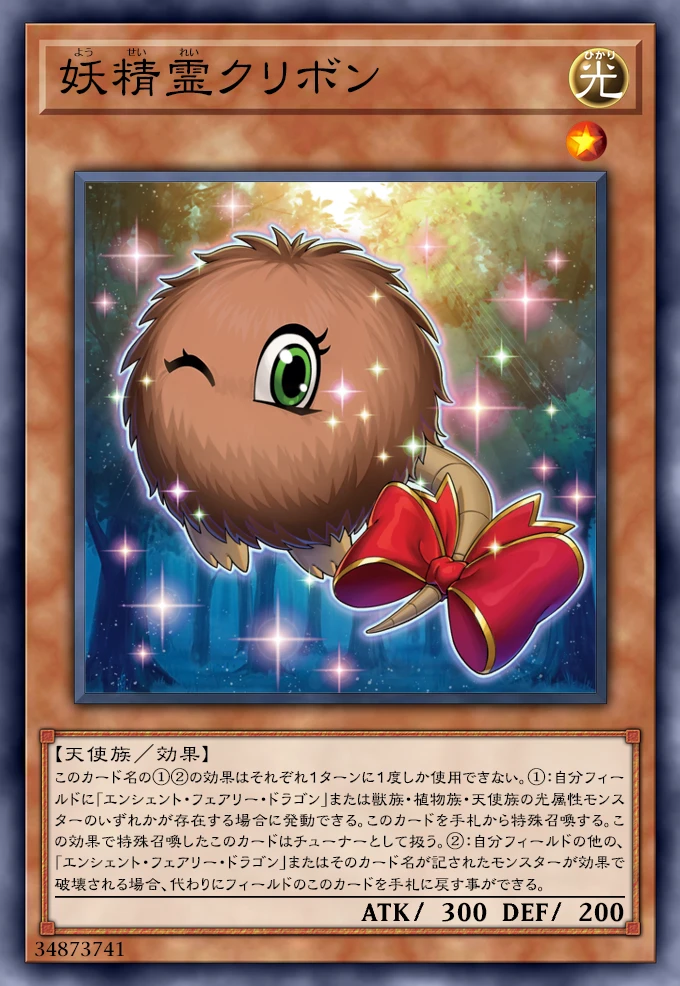 よう せい れい
妖精霊クリボン
ひかり
光
【天使族／効果】
このカード名の①②の効果はそれぞれ１ターンに１度しか使用できない。①：自分フィー
ルドに「エンシェント・フェアリー・ドラゴン」または獣族・植物族・天使族の光属性モンス
ターのいずれかが存在する場合に発動できる。このカードを手札から特殊召喚する。こ
の効果で特殊召喚したこのカードはチューナーとして扱う。②：自分フィールドの他の、
「エンシェント・フェアリー・ドラゴン」またはそのカード名が記されたモンスターが効果で
破壊される場合、代わりにフィールドのこのカードを手札に戻す事ができる。
ATK/ 300 DEF/ 200
34873741